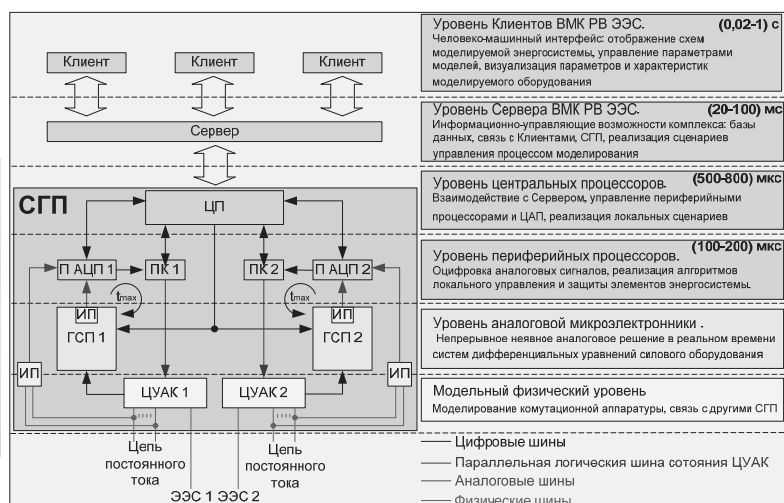 Клиент
Клиент
Клиент
Сервер
СГП
ЦП
П АЦП 1
ПК 1
ПК 2
П АЦП 2
tmax
tmax
ИП
ГСП 1
ИП
ГСП 2
ИП
ИП
ЦУАК 1
ЦУАК 2
Цепь
постоянного
тока
Цепь
постоянного
тока
ЭЭС 1 ЭЭС 2
Уровень Клиентов ВМК РВ ЭЭС. (0,02-1) с
Человеко-машинный интерфейс: отображение схем
моделируемой энергосистемы, управление параметрами
моделей, визуализация параметров и характеристик
моделируемого оборудования
Уровень Сервера ВМК РВ ЭЭС. (20-100) мс
Информационно-управляющие возможности комплекса: базы
данных, связь с Клиентами, СГП, реализация сценариев
управления процессом моделирования
Уровень центральных процессоров. (500-800) мкс
Взаимодействие с Сервером, управление периферийными
процессорами и ЦАП, реализация локальных сценариев
(100-200) мкс
Уровень периферийных процессоров.
Оцифровка аналоговых сигналов, реализация алгоритмов
локального управления и защиты элементов энергосистемы.
Уровень аналоговой микроэлектронники .
Непрерывное неявное аналоговое решение в реальном времени
систем дифференциальных уравнений силового оборудования
Модельный физический уровень
Моделирование комутационной аппаратуры, связь с другими СГП
Цифровые шины
Параллельная логический шина сотояния ЦУАК
Аналоговые шины
Физические шины